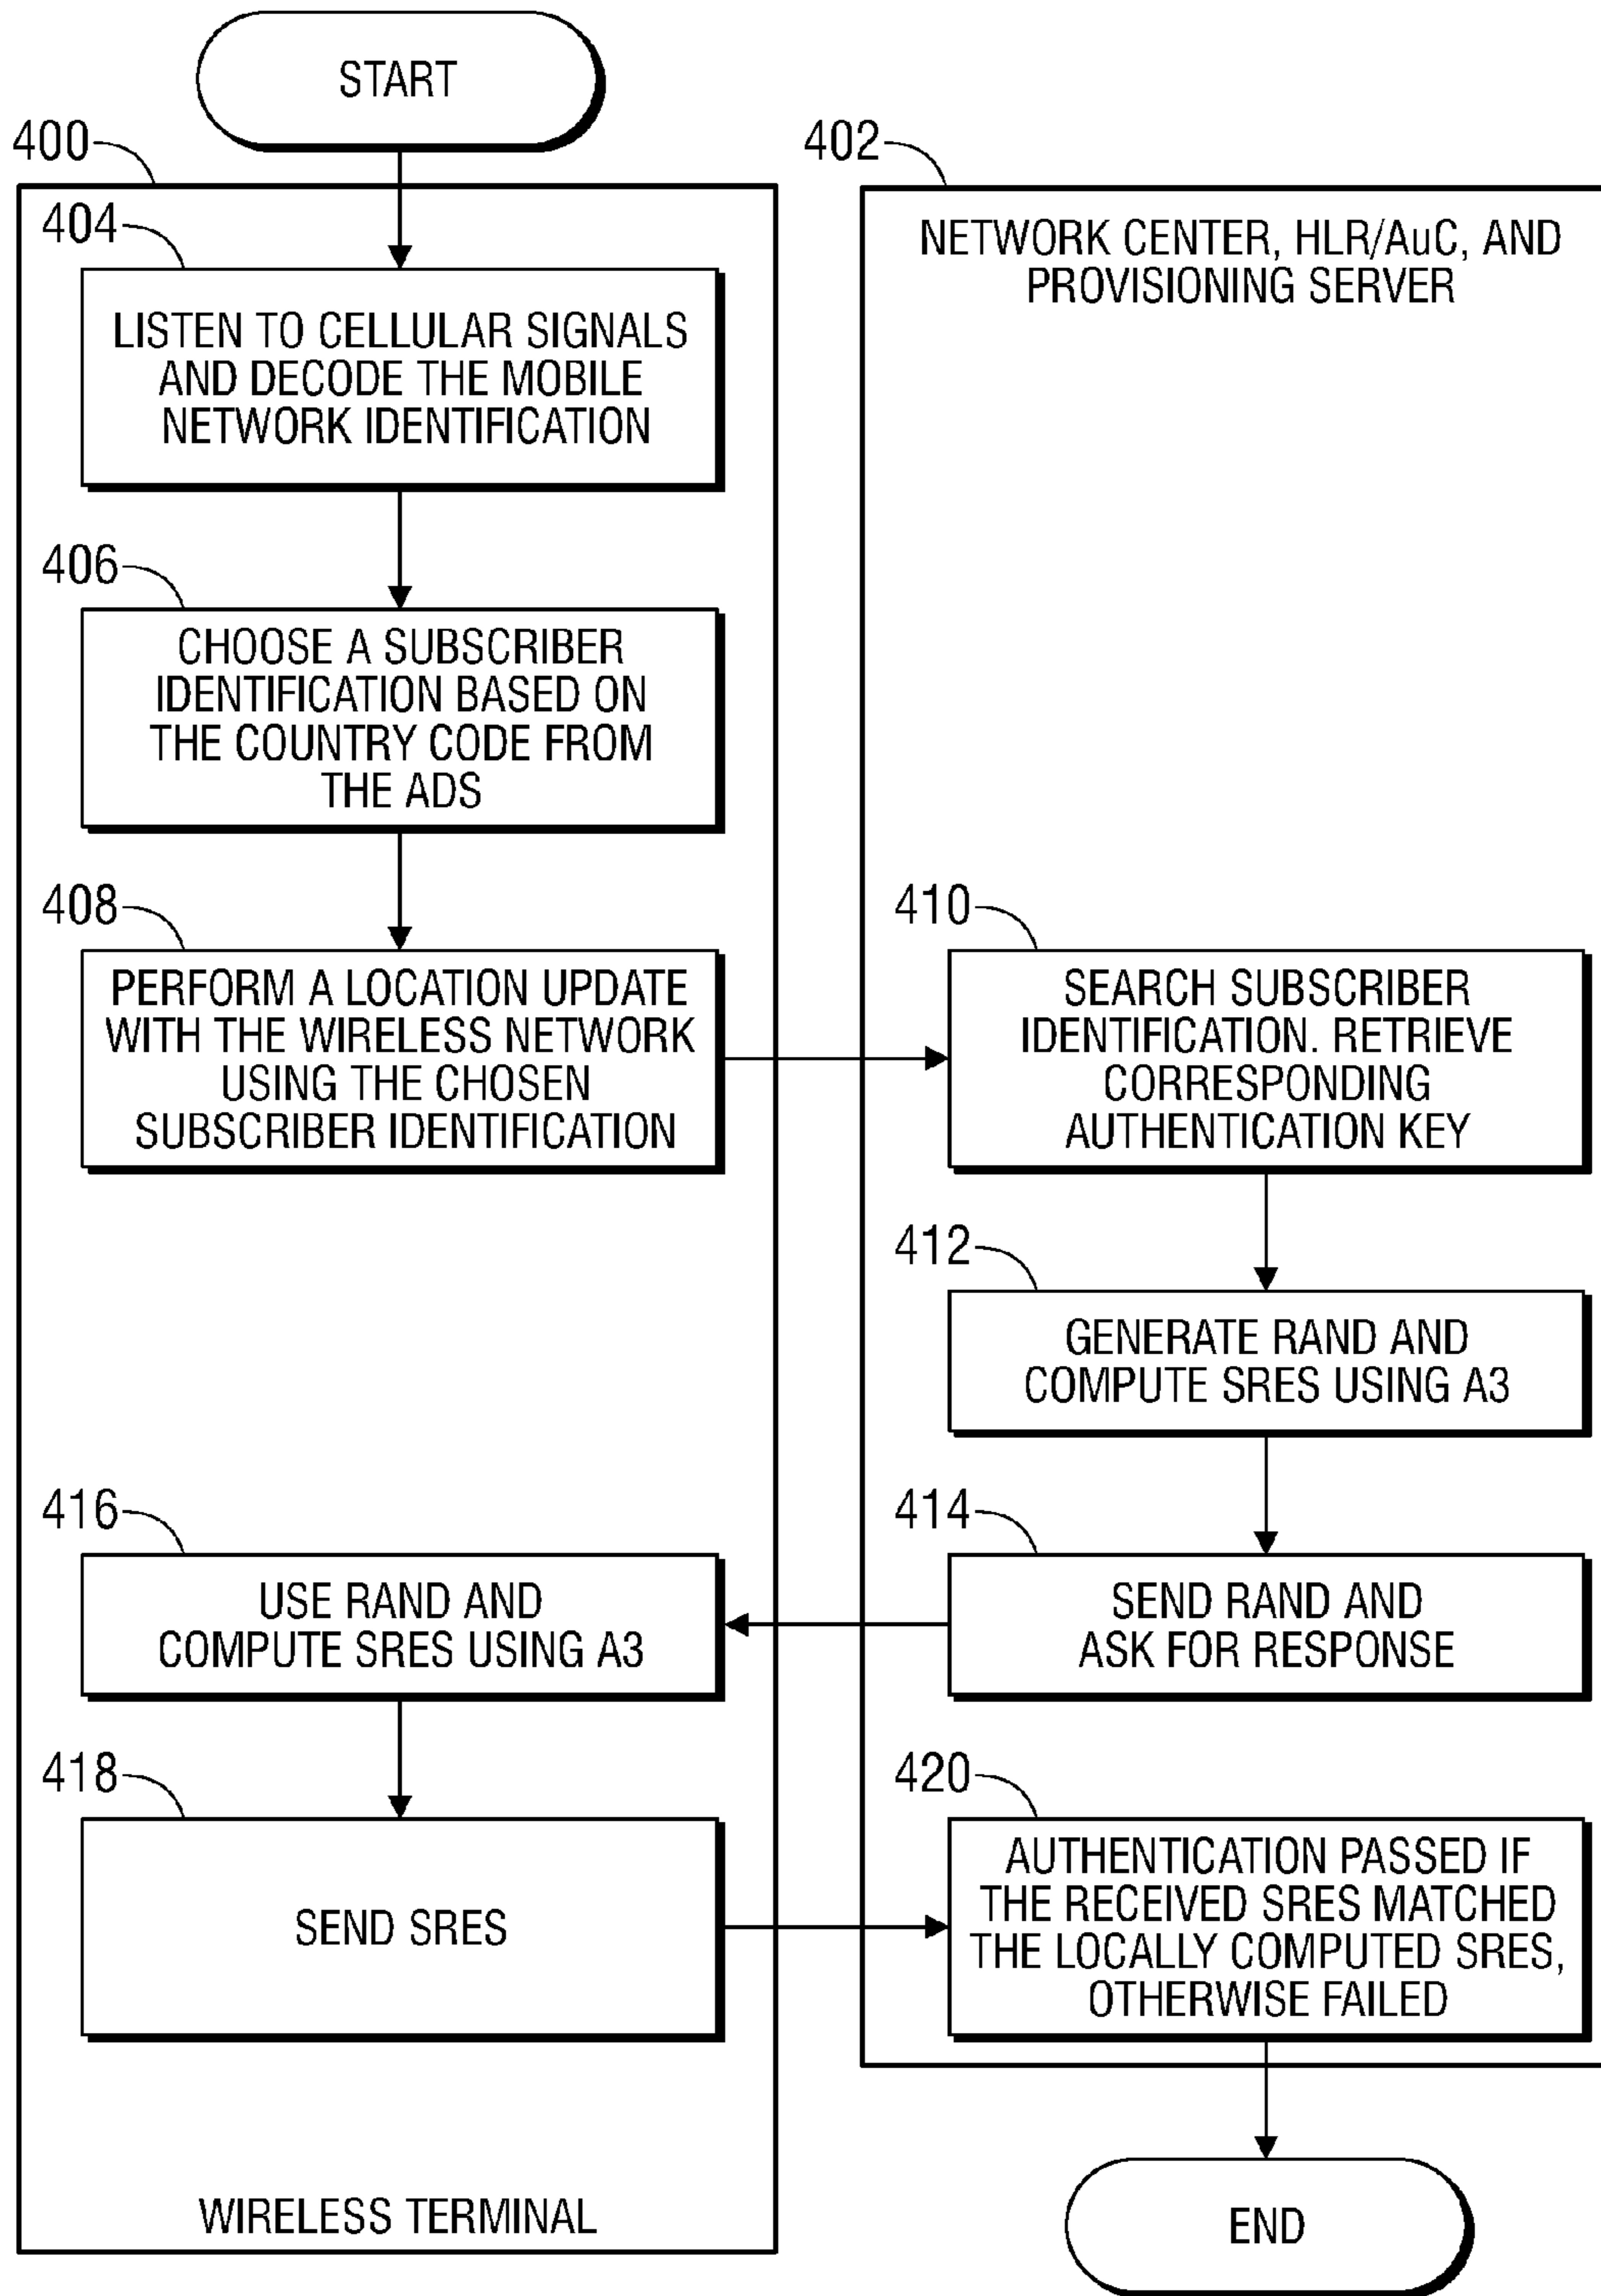 START
400
402
404
NETWORK CENTER, HLR/AuC, AND
PROVISIONING SERVER
LISTEN TO CELLULAR SIGNALS
AND DECODE THE MOBILE
NETWORK IDENTIFICATION
406
CHOOSE A SUBSCRIBER
IDENTIFICATION BASED ON
THE COUNTRY CODE FROM
THE ADS
408
PERFORM A LOCATION UPDATE
WITH THE WIRELESS NETWORK
USING THE CHOSEN
SUBSCRIBER IDENTIFICATION
410
SEARCH SUBSCRIBER
IDENTIFICATION. RETRIEVE
CORRESPONDING
AUTHENTICATION KEY
412
GENERATE RAND AND
COMPUTE SRES USING A3
414
SEND RAND AND
ASK FOR RESPONSE
416
USE RAND AND
COMPUTE SRES USING A3
418
SEND SRES
420
AUTHENTICATION PASSED IF
THE RECEIVED SRES MATCHED
THE LOCALLY COMPUTED SRES,
OTHERWISE FAILED
WIRELESS TERMINAL
END